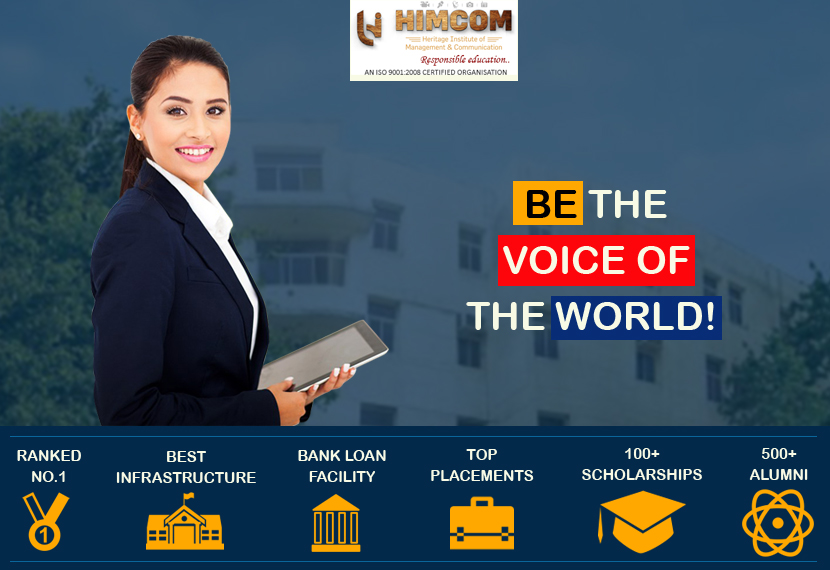 HIMCOM
Heritage Institute of
Management & Communication
Responsible education..
AN ISO 9001:2008 CERTIFIED ORGANISATION
BE THE
VOICE OF
THE WORLD!
RANKED
NO.1
BEST
INFRASTRUCTURE
BANK LOAN
FACILITY
TOP
PLACEMENTS
100+
SCHOLARSHIPS
500+
ALUMNI
1